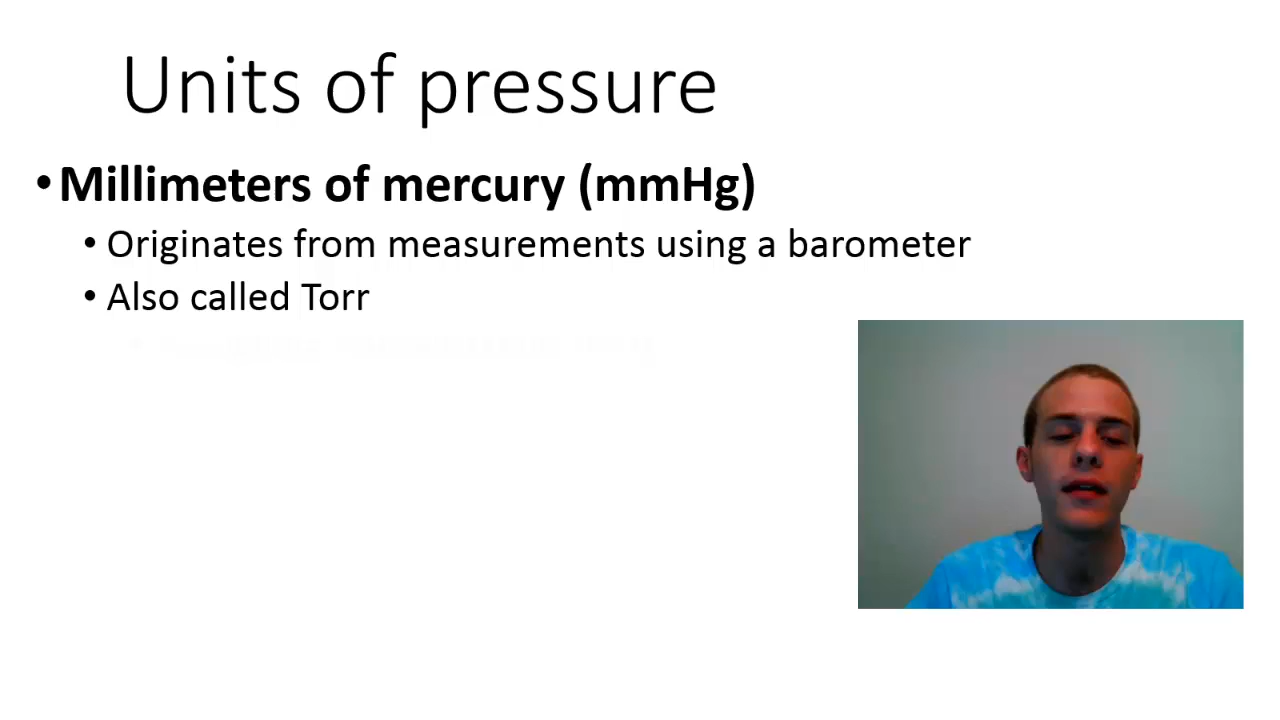 Units of pressure
•Millimeters of mercury (mmHg)
• Originates from measurements using a barometer
• Also called Torr